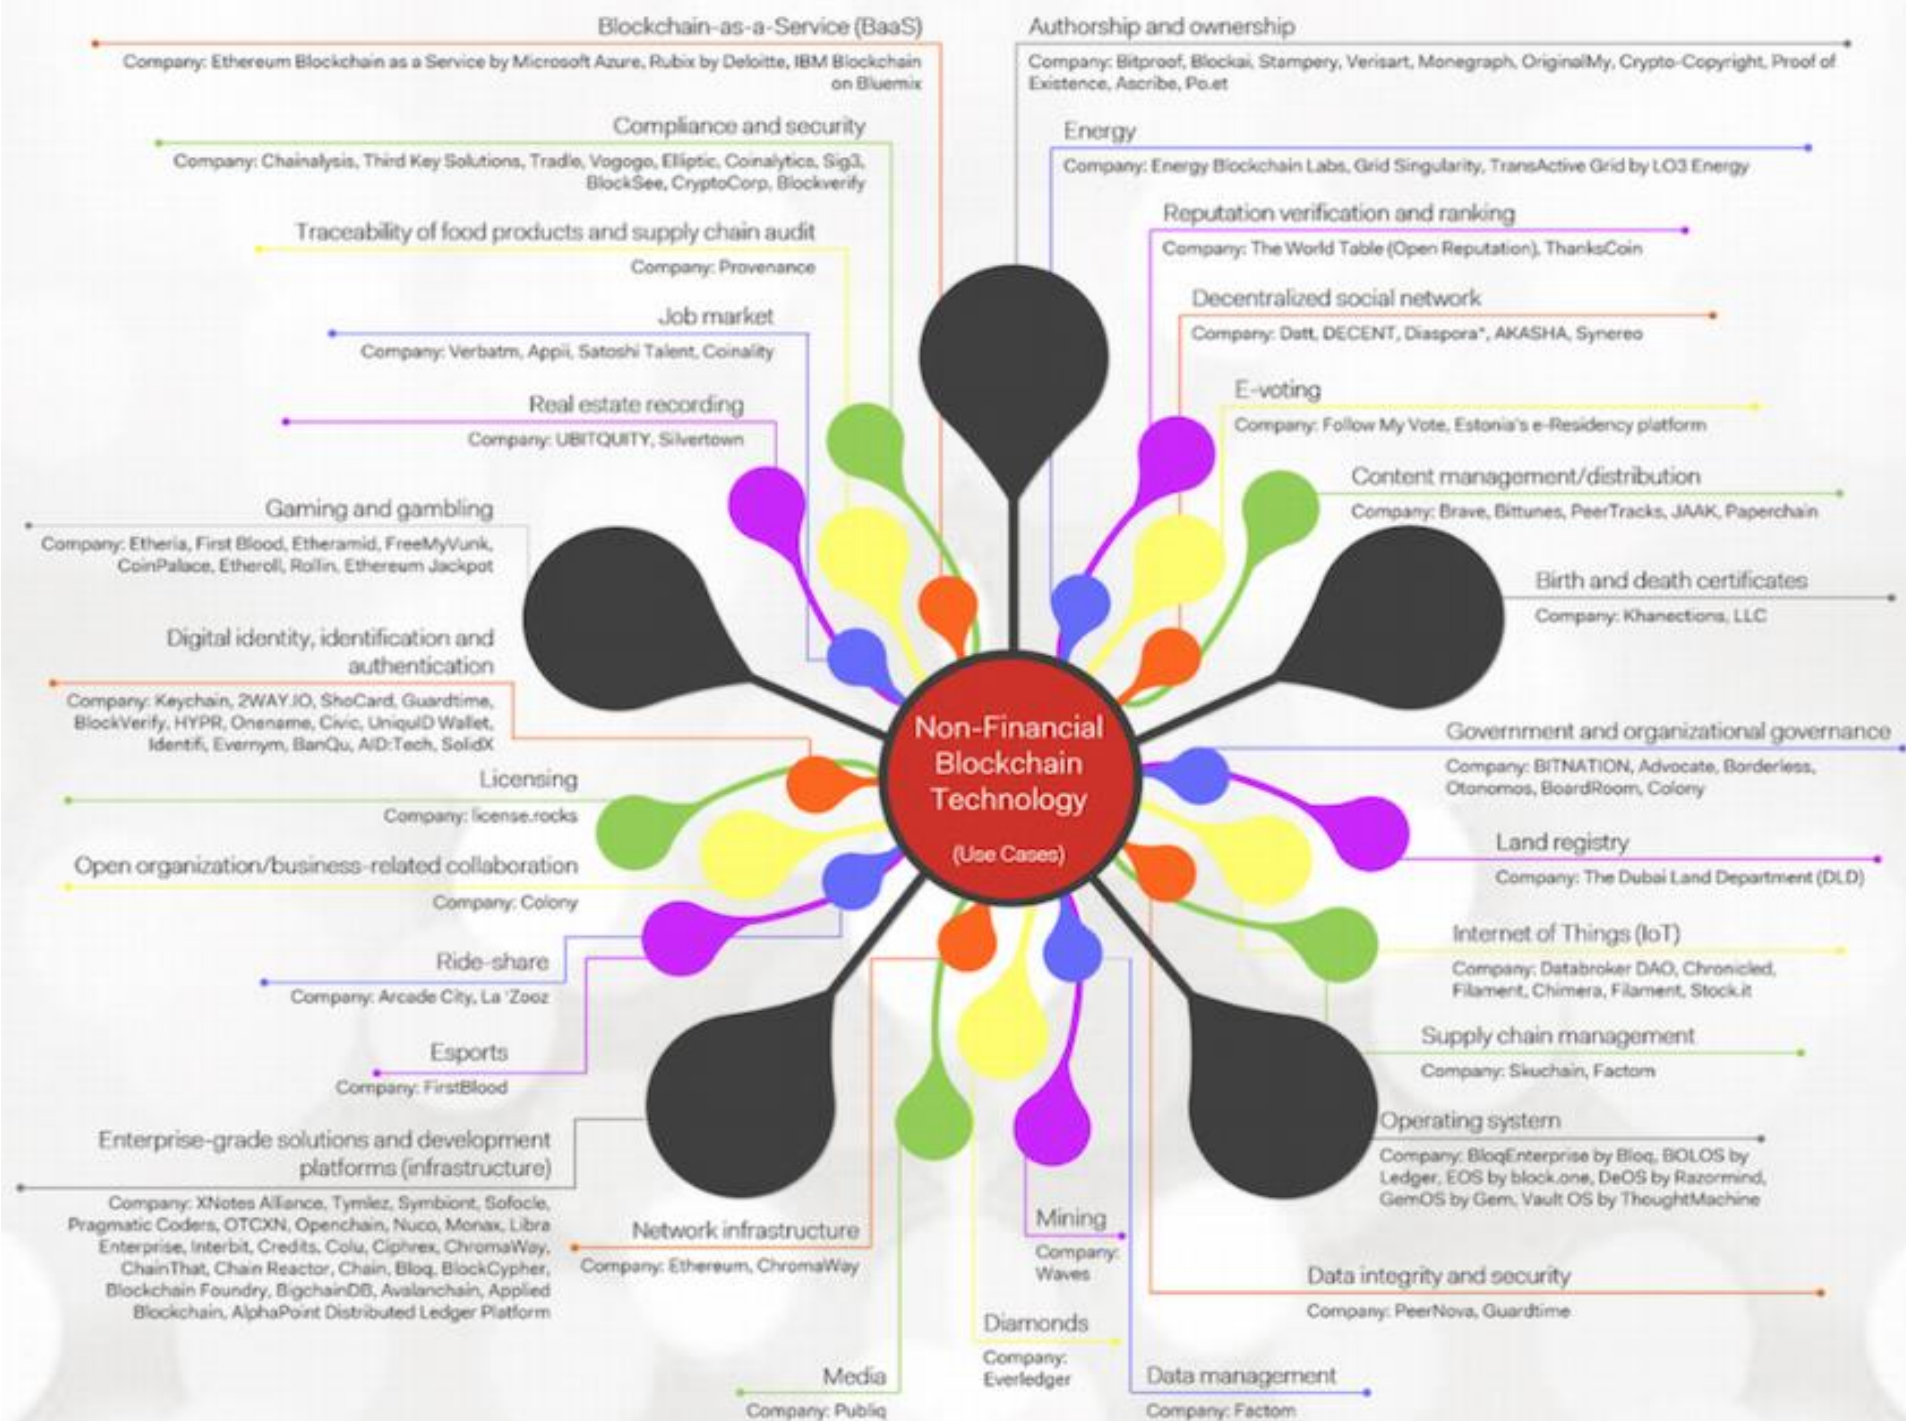 Blockchain-as-a-Service (BaaS)
Company: Ethereum Blockchain as a Service by Microsoft Azure, Rubix by Deloitte, IBM Blockchain
on Bluemix
Compliance and security
Company: Chainalysis, Third Key Solutions, Tradle, Vogogo, Elliptic, Coinalytics, Sig3,
BlockSee, CryptoCorp, Blockverify
Traceability of food products and supply chain audit
Company: Provenance
Job market
Company: Verbatm, Appii, Satoshi Talent, Coinality
Real estate recording
Company: UBITQUITY, Silvertown
Gaming and gambling
Company: Etheria, First Blood, Etheramid, FreeMyVunk,
CoinPalace, Etheroll, Rollin, Ethereum Jackpot
Digital identity, identification and
authentication
Company: Keychain, 2WAY.IO, ShoCard, Guardtime,
BlockVerify, HYPR, Onename, Civic, UniquID Wallet,
Identifi, Evernym, BanQu, AID:Tech, SolidX
Licensing
Company: license.rocks
Open organization/business-related collaboration
Company: Colony
Ride-share
Company: Arcade City, La 'Zooz
Esports
Company: FirstBlood
Enterprise-grade solutions and development
platforms (infrastructure)
Company: XNotes Alliance, Tymlez, Symbiont, Sofocle,
Pragmatic Coders, OTCXN, Openchain, Nuco, Monax, Libra
Enterprise, Interbit, Credits, Colu, Ciphrex, ChromaWay,
ChainThat, Chain Reactor, Chain, Bloq, BlockCypher,
Blockchain Foundry, BigchainDB, Avalanchain, Applied
Blockchain, AlphaPoint Distributed Ledger Platform
Network infrastructure
Company: Ethereum, ChromaWay
Media
Company: Publiq
Non-Financial
Blockchain
Technology
(Use Cases)
Authorship and ownership
Company: Bitproof, Blockai, Stampery, Verisart, Monegraph, OriginalMy, Crypto-Copyright, Proof of
Existence, Ascribe, Po.et
Energy
Company: Energy Blockchain Labs, Grid Singularity, TransActive Grid by LO3 Energy
Reputation verification and ranking
Company: The World Table (Open Reputation), ThanksCoin
Decentralized social network
Company: Datt, DECENT, Diaspora*, AKASHA, Synereo
E-voting
Company: Follow My Vote, Estonia's e-Residency platform
Content management/distribution
Company: Brave, Bittunes, PeerTracks, JAAK, Paperchain
Birth and death certificates
Company: Khanections, LLC
Government and organizational governance
Company: BITNATION, Advocate, Borderless,
Otonomos, BoardRoom, Colony
Land registry
Company: The Dubai Land Department (DLD)
Internet of Things (IoT)
Company: Databroker DAO, Chronicled,
Filament, Chimera, Filament, Stock.it
Supply chain management
Company: Skuchain, Factom
Operating system
Company: BloqEnterprise by Bloq, BOLOS by
Ledger, EOS by block.one, DeOS by Razormind,
GemOS by Gem, Vault OS by ThoughtMachine
Mining
Company:
Waves
Data integrity and security
Company: PeerNova, Guardtime
Diamonds
Company:
Everledger
Data management
Company: Factom